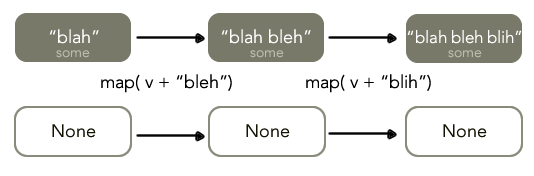 “blah”
some
“blah bleh”
some
“blah bleh blih”
some
map( v + “bleh”)
map( v + “blih”)
None
None
None